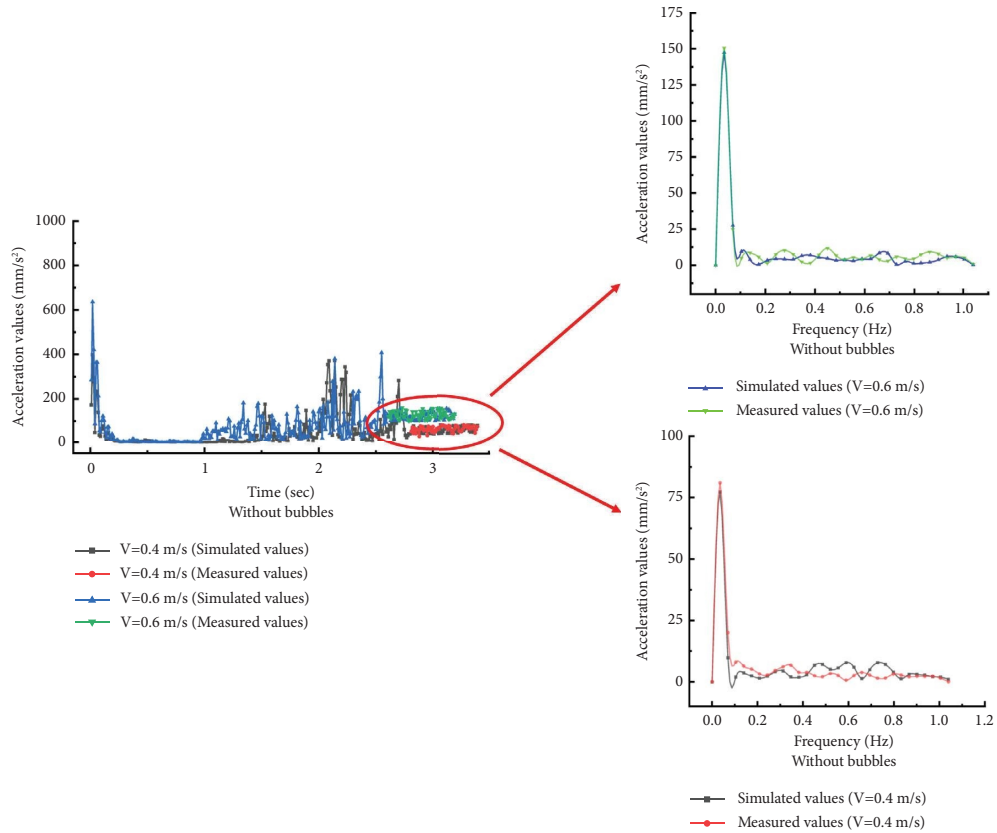 Acceleration values (mm/s²)
1000
800
600
400
200
0
0
1
2
3
Time (sec)
Without bubbles
V=0.4 m/s (Simulated values)
V=0.4 m/s (Measured values)
V=0.6 m/s (Simulated values)
V=0.6 m/s (Measured values)
Acceleration values (mm/s²)
175
150
125
100
75
50
25
0
0.0
0.2
0.4
0.6
0.8
1.0
Frequency (Hz)
Without bubbles
Simulated values (V=0.6 m/s)
Measured values (V=0.6 m/s)
Acceleration values (mm/s²)
100
75
50
25
0
0.0
0.2
0.4
0.6
0.8
1.0
1.2
Frequency (Hz)
Without bubbles
Simulated values (V=0.4 m/s)
Measured values (V=0.4 m/s)